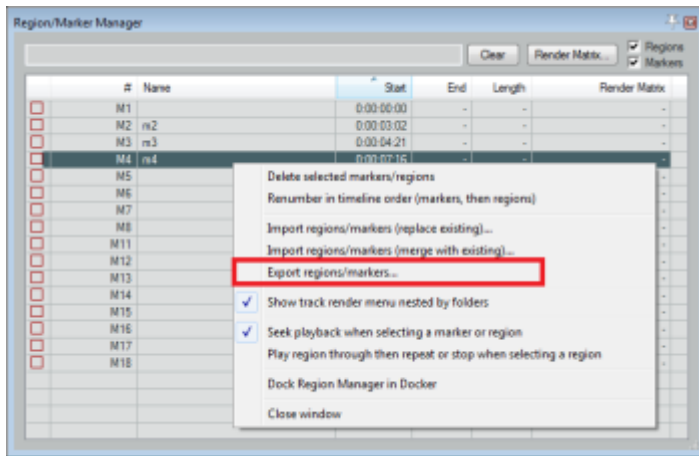 Region/Marker Manager
Clear Render Matrix... Regions
Markers
# Name Start End Length Render Matrix
M1 0:00:00:00 - - -
M2 m2 0:00:03:02 - - -
M3 m3 0:00:04:21 - - -
M4 m4 0:00:07:16 - - -
M5
M6
M7
M8
M11
M12
M13
M14
M15
M16
M17
M18
Delete selected markers/regions
Renumber in timeline order (markers, then regions)
Import regions/markers (replace existing)...
Import regions/markers (merge with existing)...
Export regions/markers...
Show track render menu nested by folders
Seek playback when selecting a marker or region
Play region through then repeat or stop when selecting a region
Dock Region Manager in Docker
Close window